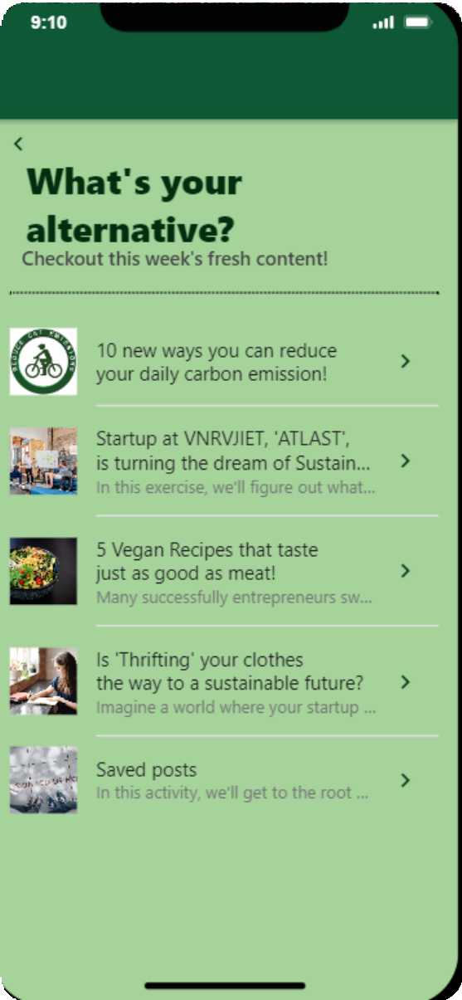 9:10
What's your
alternative?
Checkout this week's fresh content!
10 new ways you can reduce
your daily carbon emission!
Startup at VNRVJIET, 'ATLAST',
is turning the dream of Sustain...
In this exercise, we'll figure out what...
5 Vegan Recipes that taste
just as good as meat!
Many successfully entrepreneurs sw...
Is 'Thrifting' your clothes
the way to a sustainable future?
Imagine a world where your startup ...
Saved posts
In this activity, we'll get to the root ...